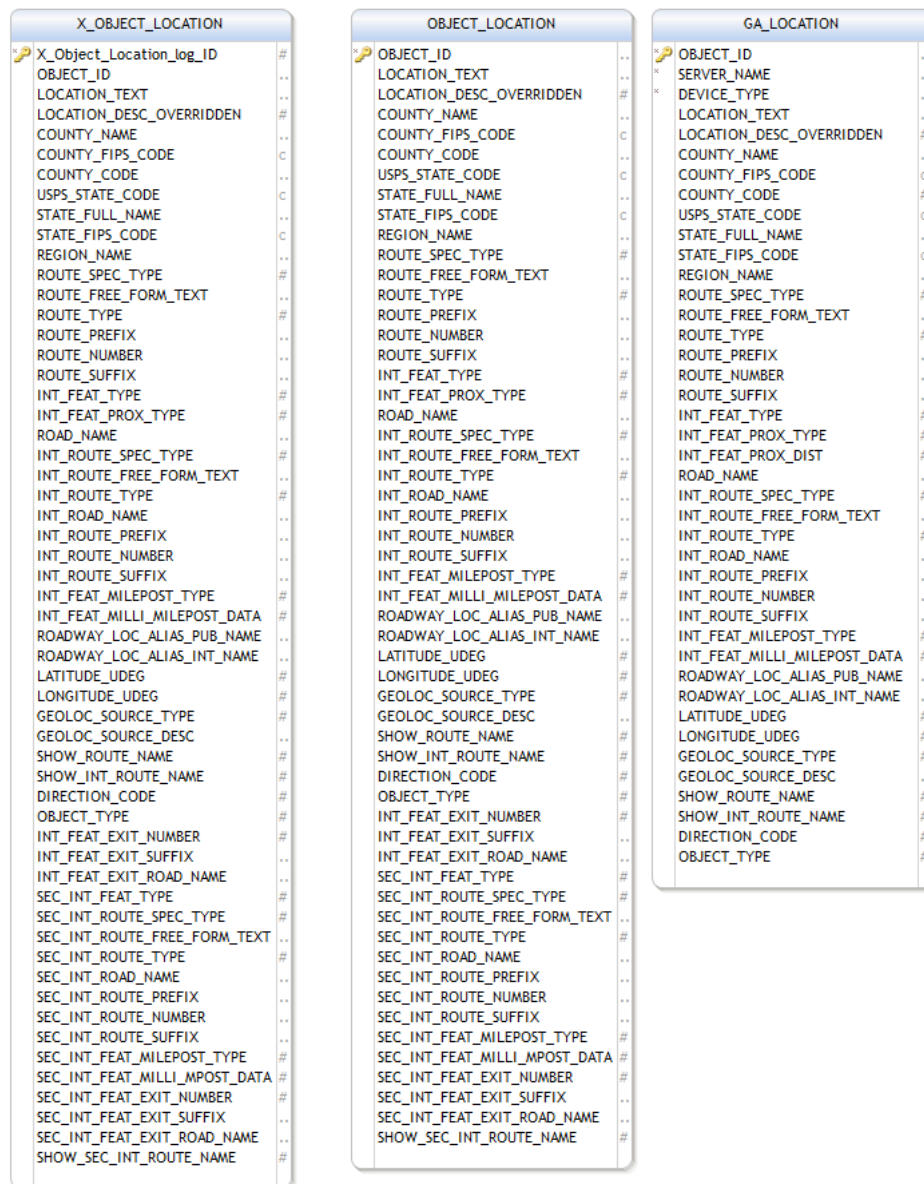 X_OBJECT_LOCATION
X_Object_Location_log_ID #
OBJECT_ID ..
LOCATION_TEXT ..
LOCATION_DESC_OVERRIDDEN #
COUNTY_NAME ..
COUNTY_FIPS_CODE c
COUNTY_CODE ..
USPS_STATE_CODE c
STATE_FULL_NAME ..
STATE_FIPS_CODE c
REGION_NAME ..
ROUTE_SPEC_TYPE #
ROUTE_FREE_FORM_TEXT ..
ROUTE_TYPE #
ROUTE_PREFIX ..
ROUTE_NUMBER ..
ROUTE_SUFFIX ..
INT_FEAT_TYPE #
INT_FEAT_PROX_TYPE #
ROAD_NAME ..
INT_ROUTE_SPEC_TYPE #
INT_ROUTE_FREE_FORM_TEXT ..
INT_ROUTE_TYPE #
INT_ROAD_NAME ..
INT_ROUTE_PREFIX ..
INT_ROUTE_NUMBER ..
INT_ROUTE_SUFFIX ..
INT_FEAT_MILEPOST_TYPE #
INT_FEAT_MILLI_MILEPOST_DATA #
ROADWAY_LOC_ALIAS_PUB_NAME ..
ROADWAY_LOC_ALIAS_INT_NAME ..
LATITUDE_UDEG #
LONGITUDE_UDEG #
GEOLOC_SOURCE_TYPE #
GEOLOC_SOURCE_DESC ..
SHOW_ROUTE_NAME #
SHOW_INT_ROUTE_NAME #
DIRECTION_CODE #
OBJECT_TYPE #
INT_FEAT_EXIT_NUMBER #
INT_FEAT_EXIT_SUFFIX ..
INT_FEAT_EXIT_ROAD_NAME ..
SEC_INT_FEAT_TYPE #
SEC_INT_ROUTE_SPEC_TYPE #
SEC_INT_ROUTE_FREE_FORM_TEXT ..
SEC_INT_ROUTE_TYPE #
SEC_INT_ROAD_NAME ..
SEC_INT_ROUTE_PREFIX ..
SEC_INT_ROUTE_NUMBER ..
SEC_INT_ROUTE_SUFFIX ..
SEC_INT_FEAT_MILEPOST_TYPE #
SEC_INT_FEAT_MILLI_MPOST_DATA #
SEC_INT_FEAT_EXIT_NUMBER #
SEC_INT_FEAT_EXIT_SUFFIX ..
SEC_INT_FEAT_EXIT_ROAD_NAME ..
SHOW_SEC_INT_ROUTE_NAME #
OBJECT_LOCATION
OBJECT_ID ..
LOCATION_TEXT ..
LOCATION_DESC_OVERRIDDEN #
COUNTY_NAME ..
COUNTY_FIPS_CODE c
COUNTY_CODE ..
USPS_STATE_CODE c
STATE_FULL_NAME ..
STATE_FIPS_CODE c
REGION_NAME ..
ROUTE_SPEC_TYPE #
ROUTE_FREE_FORM_TEXT ..
ROUTE_TYPE #
ROUTE_PREFIX ..
ROUTE_NUMBER ..
ROUTE_SUFFIX ..
INT_FEAT_TYPE #
INT_FEAT_PROX_TYPE #
ROAD_NAME ..
INT_ROUTE_SPEC_TYPE #
INT_ROUTE_FREE_FORM_TEXT ..
INT_ROUTE_TYPE #
INT_ROAD_NAME ..
INT_ROUTE_PREFIX ..
INT_ROUTE_NUMBER ..
INT_ROUTE_SUFFIX ..
INT_FEAT_MILEPOST_TYPE #
INT_FEAT_MILLI_MILEPOST_DATA #
ROADWAY_LOC_ALIAS_PUB_NAME ..
ROADWAY_LOC_ALIAS_INT_NAME ..
LATITUDE_UDEG #
LONGITUDE_UDEG #
GEOLOC_SOURCE_TYPE #
GEOLOC_SOURCE_DESC ..
SHOW_ROUTE_NAME #
SHOW_INT_ROUTE_NAME #
DIRECTION_CODE #
OBJECT_TYPE #
INT_FEAT_EXIT_NUMBER #
INT_FEAT_EXIT_SUFFIX ..
INT_FEAT_EXIT_ROAD_NAME ..
SEC_INT_FEAT_TYPE #
SEC_INT_ROUTE_SPEC_TYPE #
SEC_INT_ROUTE_FREE_FORM_TEXT ..
SEC_INT_ROUTE_TYPE #
SEC_INT_ROAD_NAME ..
SEC_INT_ROUTE_PREFIX ..
SEC_INT_ROUTE_NUMBER ..
SEC_INT_ROUTE_SUFFIX ..
SEC_INT_FEAT_MILEPOST_TYPE #
SEC_INT_FEAT_MILLI_MPOST_DATA #
SEC_INT_FEAT_EXIT_NUMBER #
SEC_INT_FEAT_EXIT_SUFFIX ..
SEC_INT_FEAT_EXIT_ROAD_NAME ..
SHOW_SEC_INT_ROUTE_NAME #
GA_LOCATION
OBJECT_ID
SERVER_NAME
DEVICE_TYPE
LOCATION_TEXT
LOCATION_DESC_OVERRIDDEN
COUNTY_NAME
COUNTY_FIPS_CODE
COUNTY_CODE
USPS_STATE_CODE
STATE_FULL_NAME
STATE_FIPS_CODE
REGION_NAME
ROUTE_SPEC_TYPE
ROUTE_FREE_FORM_TEXT
ROUTE_TYPE
ROUTE_PREFIX
ROUTE_NUMBER
ROUTE_SUFFIX
INT_FEAT_TYPE
INT_FEAT_PROX_TYPE
INT_FEAT_PROX_DIST
ROAD_NAME
INT_ROUTE_SPEC_TYPE
INT_ROUTE_FREE_FORM_TEXT
INT_ROUTE_TYPE
INT_ROAD_NAME
INT_ROUTE_PREFIX
INT_ROUTE_NUMBER
INT_ROUTE_SUFFIX
INT_FEAT_MILEPOST_TYPE
INT_FEAT_MILLI_MILEPOST_DATA
ROADWAY_LOC_ALIAS_PUB_NAME
ROADWAY_LOC_ALIAS_INT_NAME
LATITUDE_UDEG
LONGITUDE_UDEG
GEOLOC_SOURCE_TYPE
GEOLOC_SOURCE_DESC
SHOW_ROUTE_NAME
SHOW_INT_ROUTE_NAME
DIRECTION_CODE
OBJECT_TYPE